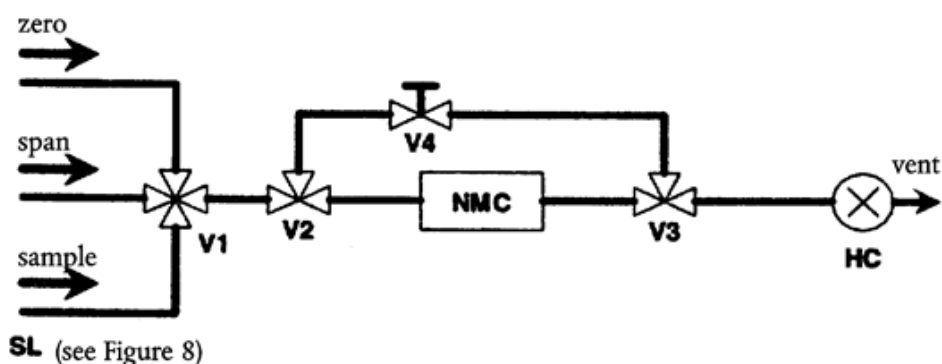 zero
span
sample
SL (see Figure 8)
V1
V2
V4
NMC
V3
vent
HC